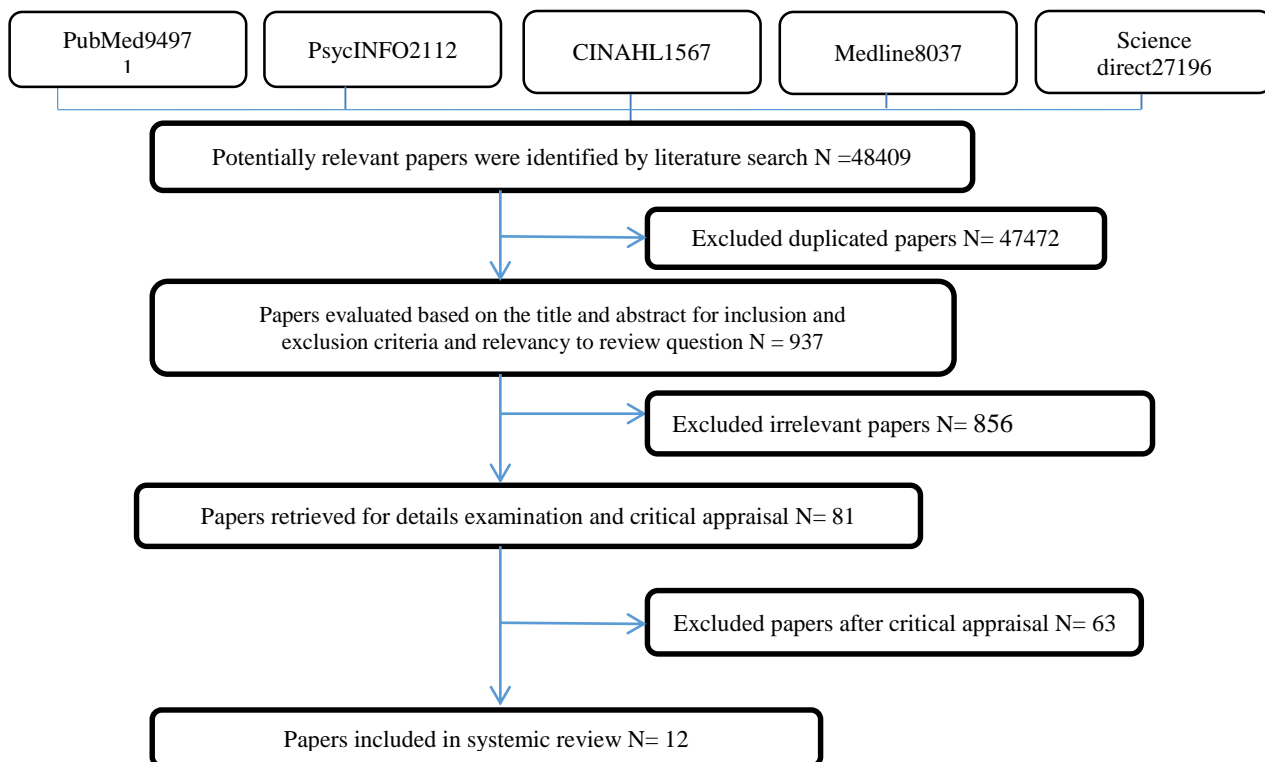 PubMed9497
1
PsycINFO2112
CINAHL1567
Medline8037
Science
direct27196
Potentially relevant papers were identified by literature search N =48409
Excluded duplicated papers N= 47472
Papers evaluated based on the title and abstract for inclusion and
exclusion criteria and relevancy to review question N = 937
Excluded irrelevant papers N= 856
Papers retrieved for details examination and critical appraisal N= 81
Excluded papers after critical appraisal N= 63
Papers included in systemic review N= 12